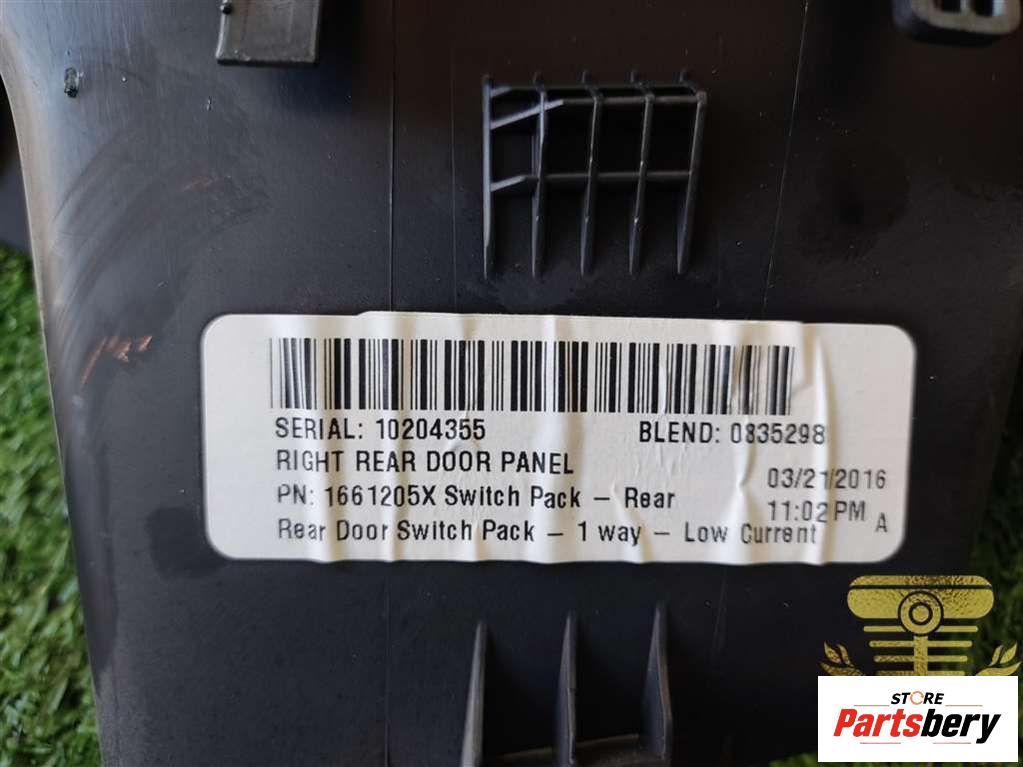 SERIAL: 10204355 BLEND: 0835298
RIGHT REAR DOOR PANEL 03/21/2016
PN: 1661205X Switch Pack – Rear 11:02 PM
Rear Door Switch Pack – 1 way – Low Current A
STORE
Partsbery